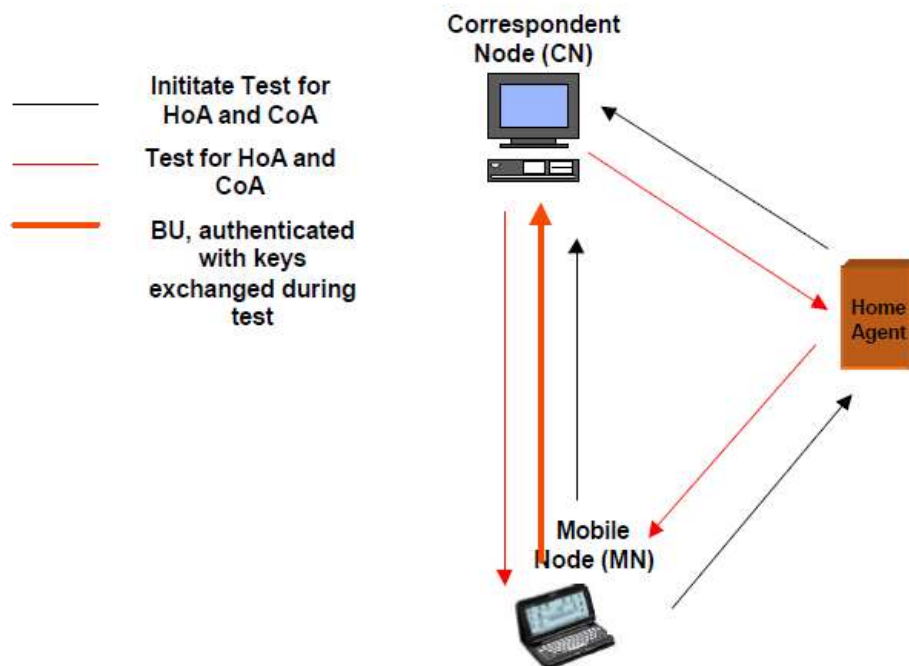 Correspondent
Node (CN)
Inititate Test for
HoA and CoA
Test for HoA and
CoA
BU, authenticated
with keys
exchanged during
test
Home
Agent
Mobile
Node (MN)